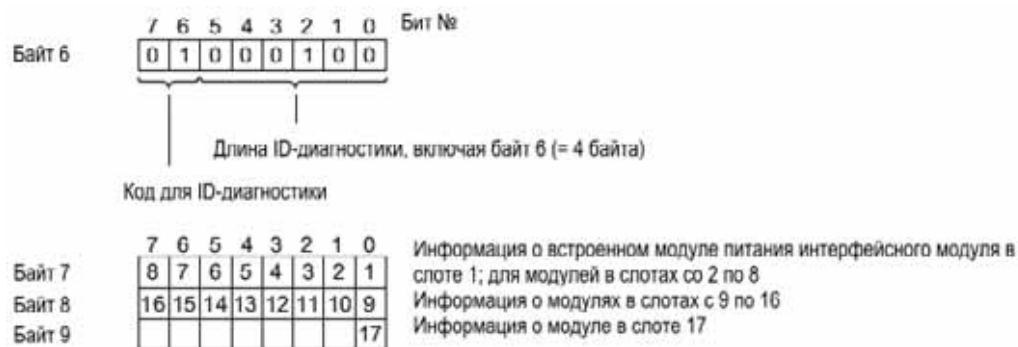 7 6 5 4 3 2 1 0 Бит №
Байт 6 0 1 0 0 0 1 0 0
Длина ID-диагностики, включая байт 6 (= 4 байта)
Код для ID-диагностики
7 6 5 4 3 2 1 0
Информация о встроенном модуле питания интерфейсного модуля в
Байт 7 8 7 6 5 4 3 2 1 слоте 1; для модулей в слотах со 2 по 8
Байт 8 16 15 14 13 12 11 10 9 Информация о модулях в слотах с 9 по 16
Байт 9 17 Информация о модуле в слоте 17